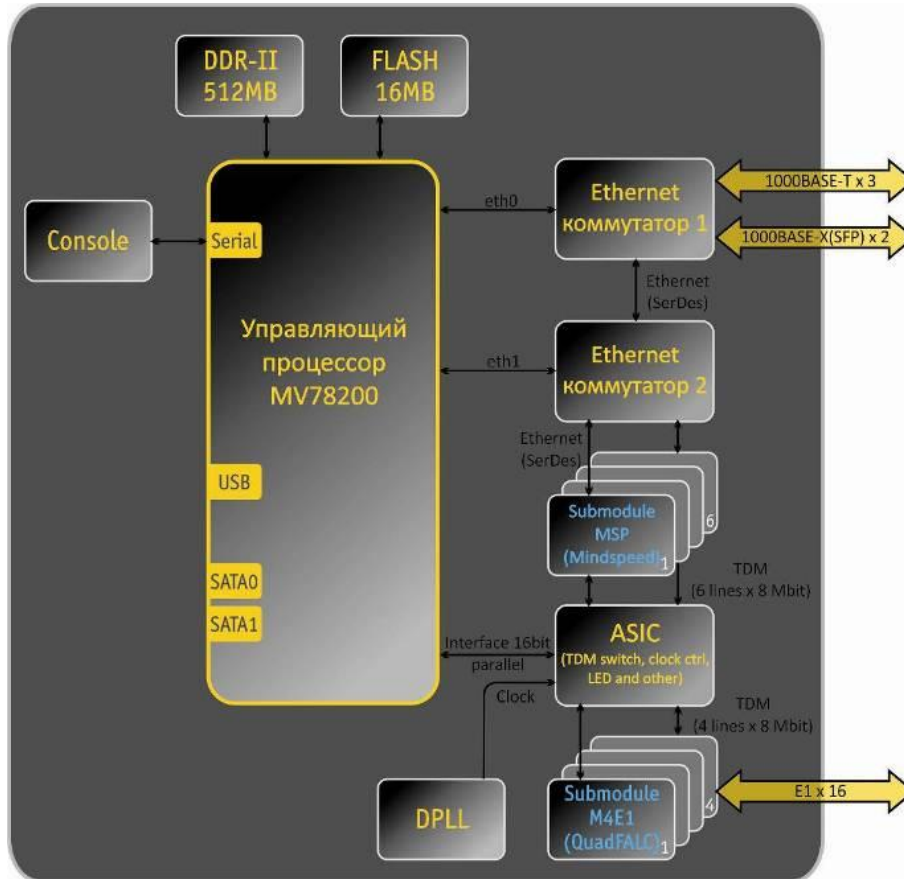 DDR-II
512MB
FLASH
16MB
Console
Serial
Управляющий
процессор
MV78200
USB
SATA0
SATA1
eth0
Ethernet
коммутатор 1
1000BASE-T x 3
1000BASE-X(SFP) x 2
Ethernet
(SerDes)
eth1
Ethernet
коммутатор 2
Ethernet
(SerDes)
Submodule
MSP
(Mindspeed)
1
6
TDM
(6 lines x 8 Mbit)
Interface 16bit
parallel
ASIC
(TDM switch, clock ctrl,
LED and other)
Clock
TDM
(4 lines x 8 Mbit)
DPLL
Submodule
M4E1
(QuadFALC)
1
4
E1 x 16